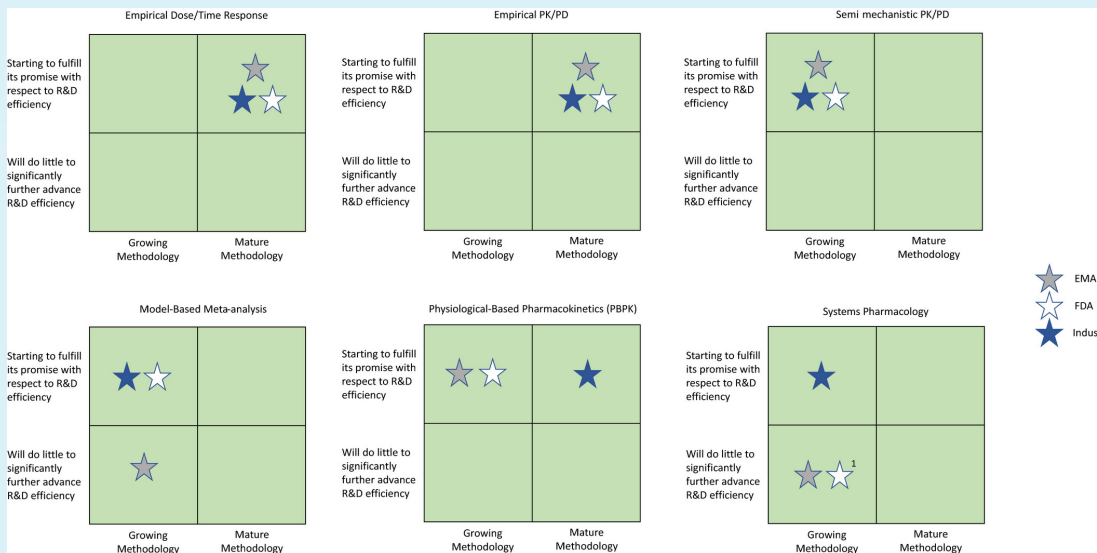 Empirical Dose/Time Response
Starting to fulfill
its promise with
respect to R&D
efficiency
Will do little to
significantly
further advance
R&D efficiency
Growing
Methodology
Mature
Methodology
Empirical PK/PD
Starting to fulfill
its promise with
respect to R&D
efficiency
Will do little to
significantly
further advance
R&D efficiency
Growing
Methodology
Mature
Methodology
Semi mechanistic PK/PD
Starting to fulfill
its promise with
respect to R&D
efficiency
Will do little to
significantly
further advance
R&D efficiency
Growing
Methodology
Mature
Methodology
EMA
FDA
Indus
Model-Based Meta-analysis
Starting to fulfill
its promise with
respect to R&D
efficiency
Will do little to
significantly
further advance
R&D efficiency
Growing
Methodology
Mature
Methodology
Physiological-Based Pharmacokinetics (PBPK)
Starting to fulfill
its promise with
respect to R&D
efficiency
Will do little to
significantly
further advance
R&D efficiency
Growing
Methodology
Mature
Methodology
Systems Pharmacology
Starting to fulfill
its promise with
respect to R&D
efficiency
Will do little to
significantly
further advance
R&D efficiency
1
Growing
Methodology
Mature
Methodology